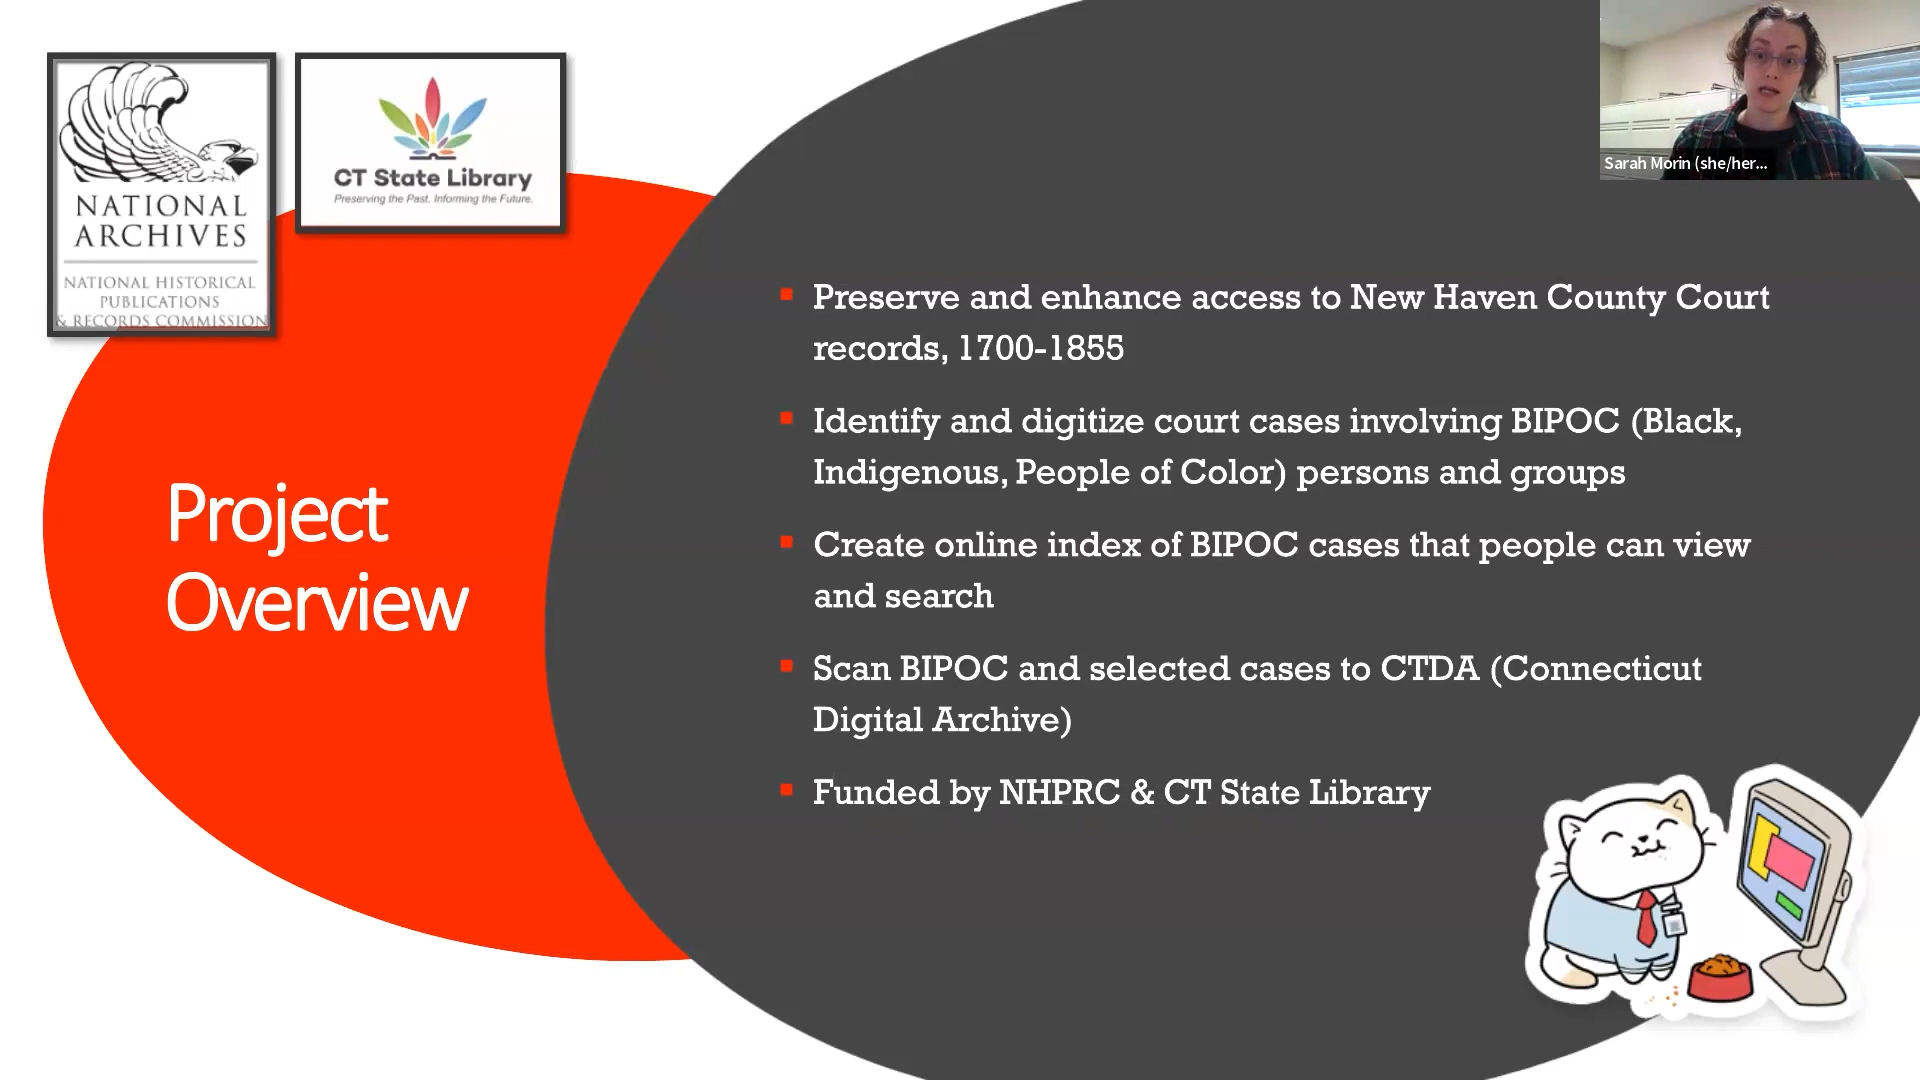 NATIONAL
ARCHIVES
NATIONAL HISTORICAL
PUBLICATIONS
& RECORDS COMMISSION
CT State Library
Preserving the Past. Informing the Future.
Sarah Morin (she/her...
Project
Overview
Preserve and enhance access to New Haven County Court
records, 1700-1855
Identify and digitize court cases involving BIPOC (Black,
Indigenous, People of Color) persons and groups
Create online index of BIPOC cases that people can view
and search
Scan BIPOC and selected cases to CTDA (Connecticut
Digital Archive)
Funded by NHPRC & CT State Library